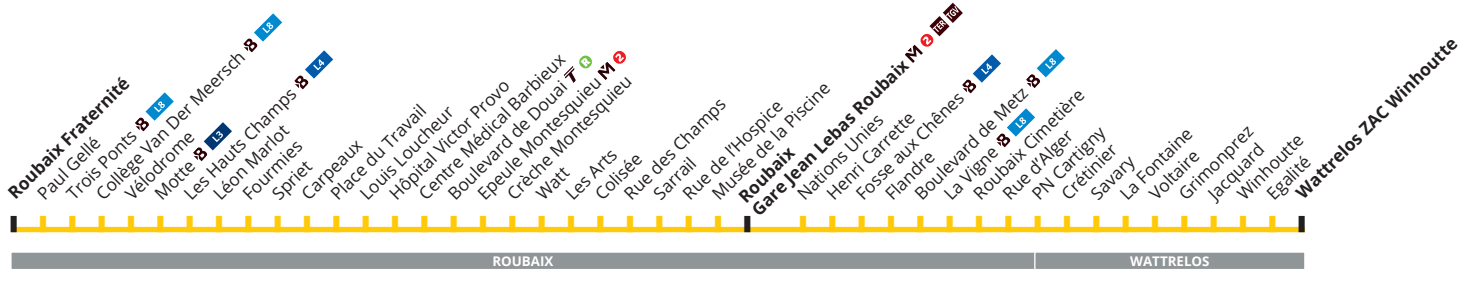 Roubaix Fraternité
Paul Gellé
Trois Ponts L8
Collège Van Der Meersch L8
Vélodrome
Motte L3
Les Hauts Champs L4
Léon Marlot
Fournies
Spriet
Carpeaux
Place du Travail
Louis Loucheur
Hôpital Victor Provo
Centre Médical Barbieux
Boulevard de Douai T R
Epeule Montesquieu M 2
Crèche Montesquieu
Watt
Les Arts
Colisée
Rue des Champs
Sarrail
Rue de l'Hospice
Musée de la Piscine
Roubaix
Gare Jean Lebas Roubaix M 2 TER TGV
Nations Unies
Henri Carrette
Fosse aux Chênes L4
Flandre
Boulevard de Metz L8
La Vigne L8
Roubaix Cimetière
Rue d'Alger
PN Cartigny
Crétinier
Savary
La Fontaine
Voltaire
Grimonprez
Jacquard
Winhoutte
Egalité
Wattrelos ZAC Winhoutte
ROUBAIX
WATTRELOS